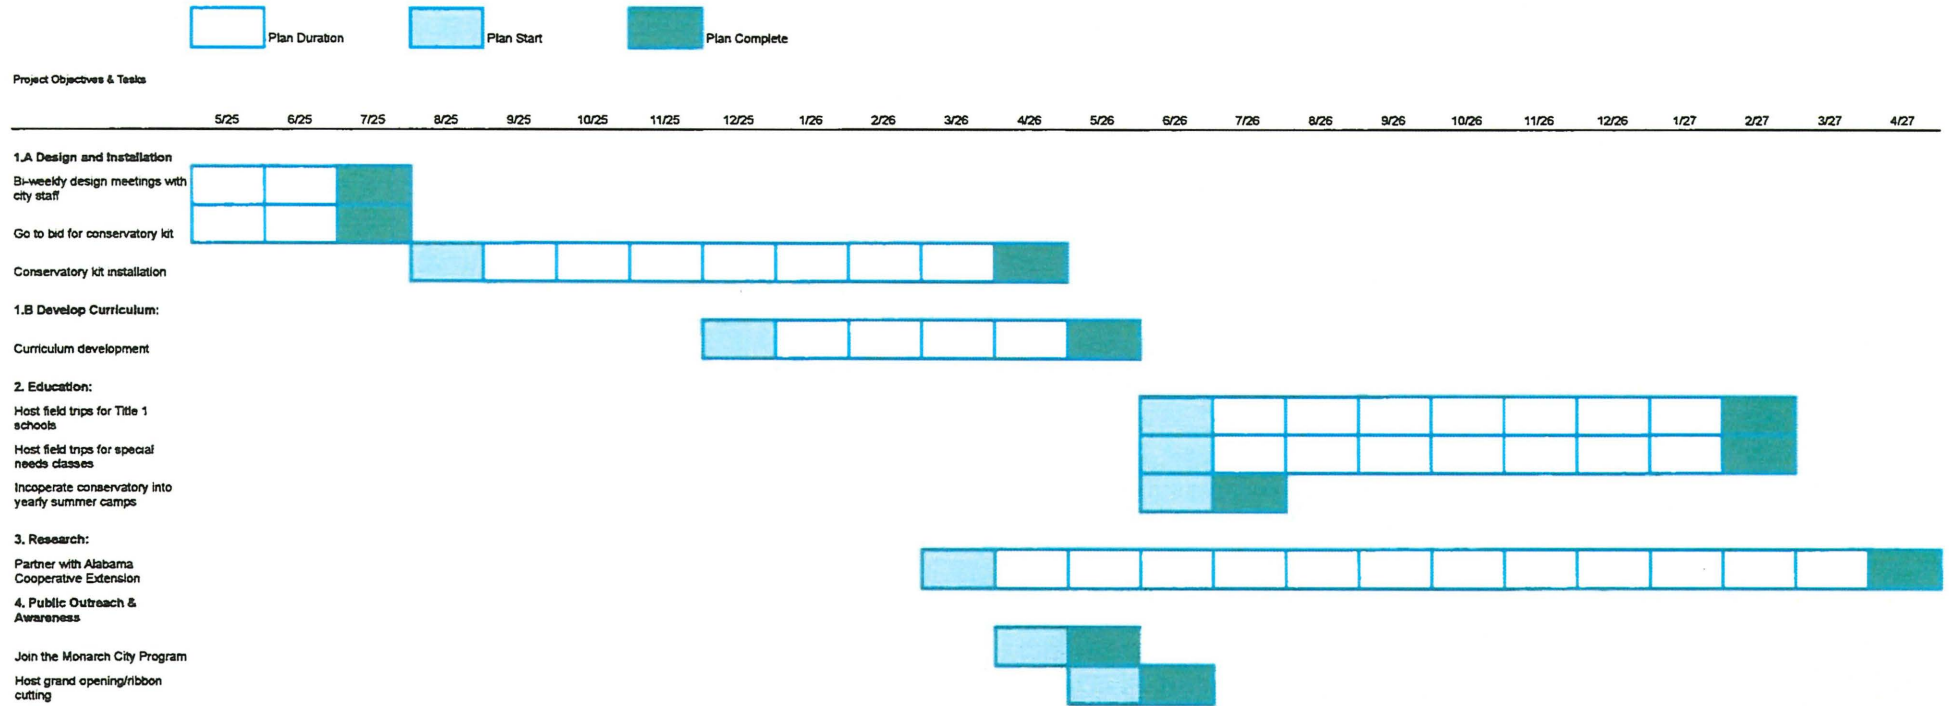 Plan Duration Plan Start Plan Complete
Project Objectives & Tasks
5/25 6/25 7/25 8/25 9/25 10/25 11/25 12/25 1/26 2/26 3/26 4/26 5/26 6/26 7/26 8/26 9/26 10/26 11/26 12/26 1/27 2/27 3/27 4/27
1.A Design and Installation
Bi-weekly design meetings with
city staff
Go to bid for conservatory kit
Conservatory kit installation
1.B Develop Curriculum:
Curriculum development
2. Education:
Host field trips for Title 1
schools
Host field trips for special
needs classes
Incoperate conservatory into
yearly summer camps
3. Research:
Partner with Alabama
Cooperative Extension
4. Public Outreach &
Awareness
Join the Monarch City Program
Host grand opening/ribbon
cutting